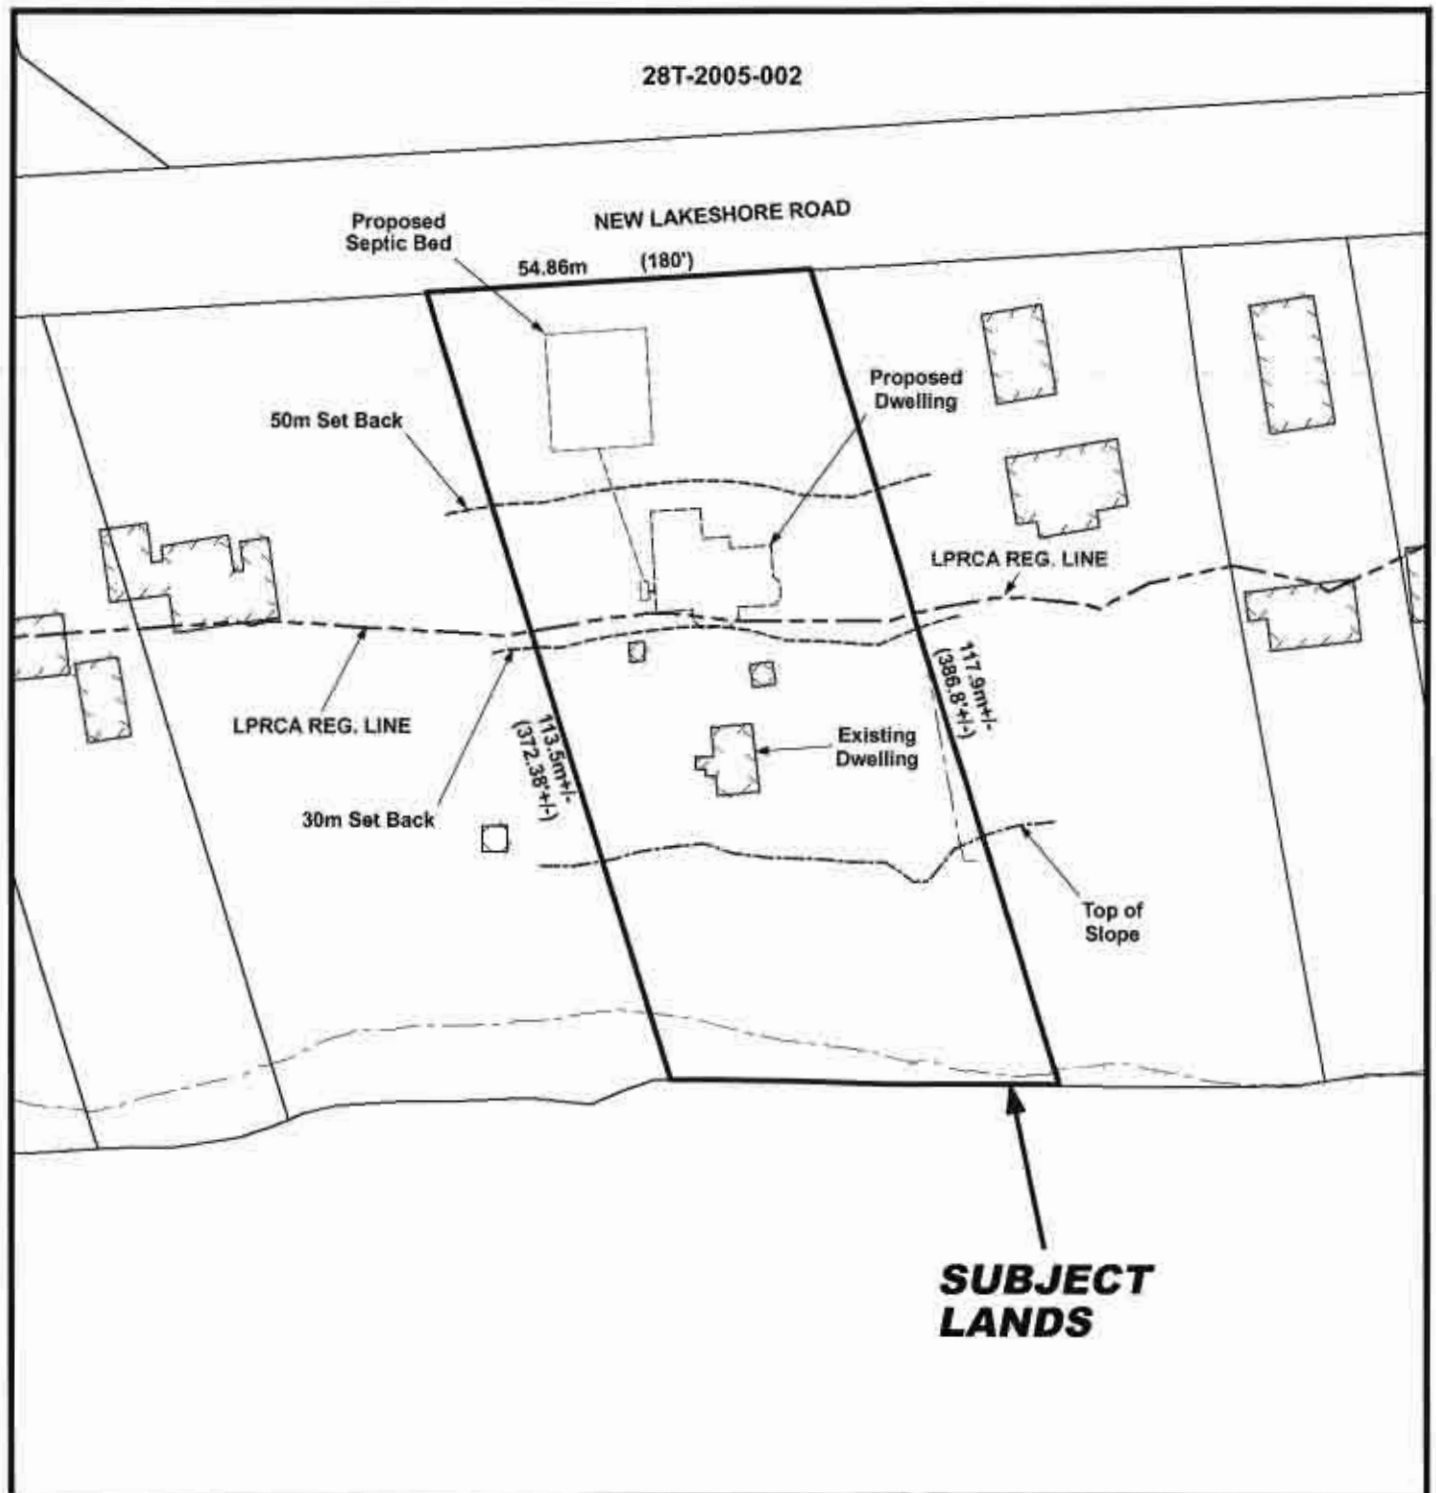 28T-2005-002
NEW LAKESHORE ROAD
Proposed
Septic Bed
54.86m (180')
Proposed
Dwelling
50m Set Back
LPRCA REG. LINE
117.9m+/-
(386.8'+/-)
LPRCA REG. LINE
113.5m+/-
(372.38'+/-)
Existing
Dwelling
30m Set Back
Top of
Slope
SUBJECT
LANDS